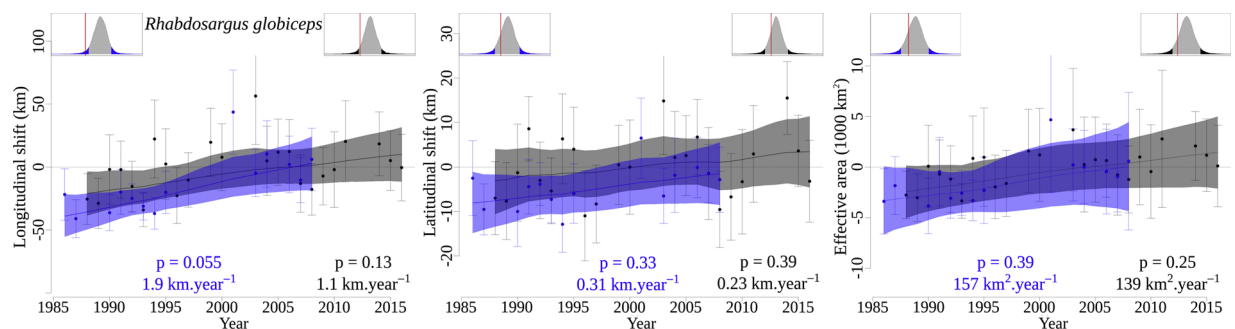 Rhabdosargus globiceps
Longitudinal shift (km)
100
50
0
−50
p = 0.055
1.9 km.year−1
p = 0.13
1.1 km.year−1
1985 1990 1995 2000 2005 2010 2015
Year
Latitudinal shift (km)
30
20
10
0
−10
−20
p = 0.33
0.31 km.year−1
p = 0.39
0.23 km.year−1
1985 1990 1995 2000 2005 2010 2015
Year
Effective area (1000 km²)
10
5
0
−5
−10
p = 0.39
157 km².year−1
p = 0.25
139 km².year−1
1985 1990 1995 2000 2005 2010 2015
Year